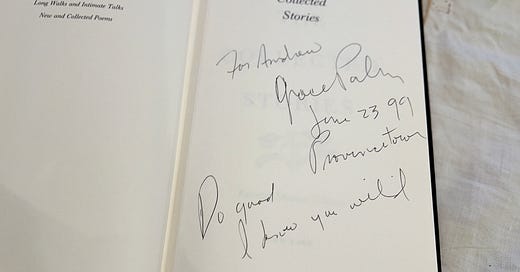 Long Walks and Intimate Talks
New and Collected Poems
Collected
Stories
For Andrew
Grace Paley
June 23 99
Provincetown
Do good
I know you will